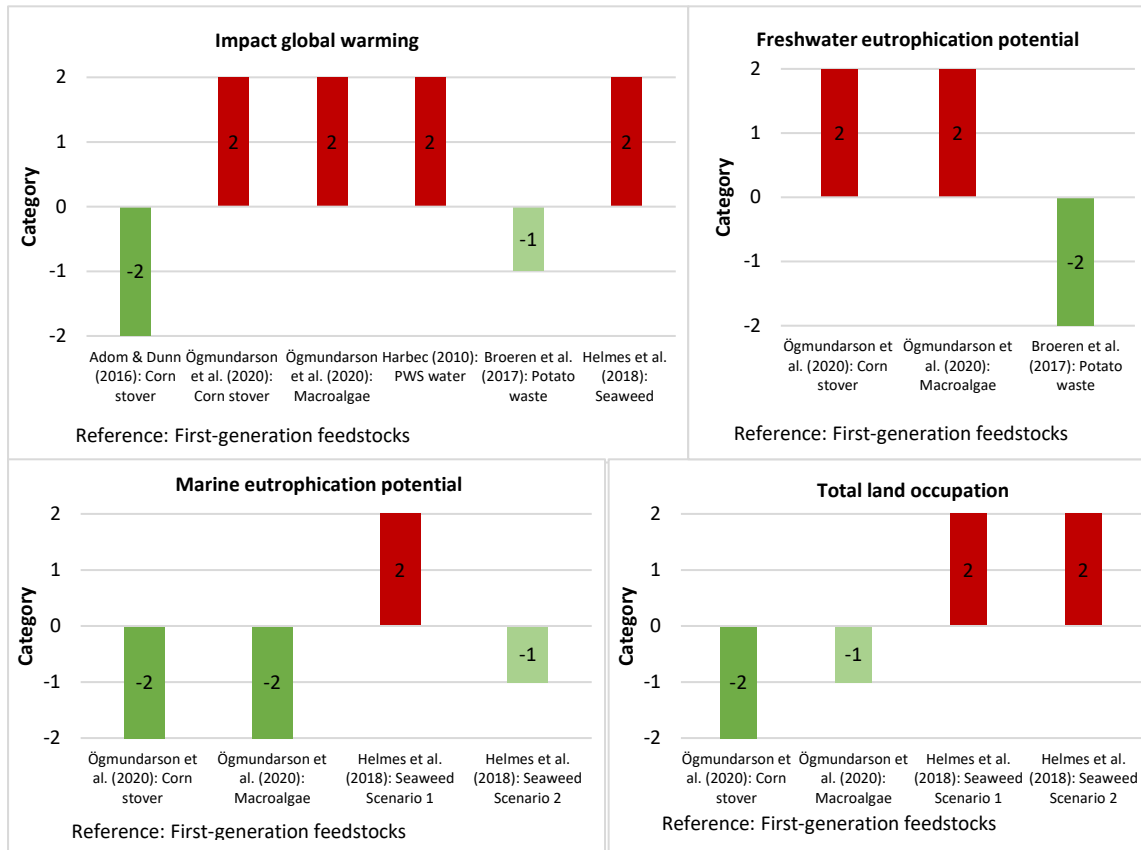 Impact global warming
Category
2
1
0
-1
-2
-2
2
2
2
-1
2
Adom & Dunn
(2016): Corn
stover
Ögmundarson
et al. (2020):
Corn stover
Ögmundarson
et al. (2020):
Macroalgae
Harbec (2010):
PWS water
Broeren et al.
(2017): Potato
waste
Helmes et al.
(2018):
Seaweed
Reference: First-generation feedstocks
Freshwater eutrophication potential
Category
2
1
0
-1
-2
2
2
-2
Ögmundarson et
al. (2020): Corn
stover
Ögmundarson et
al. (2020):
Macroalgae
Broeren et al.
(2017): Potato
waste
Reference: First-generation feedstocks
Marine eutrophication potential
Category
2
1
0
-1
-2
-2
-2
2
-1
Ögmundarson et
al. (2020): Corn
stover
Ögmundarson et
al. (2020):
Macroalgae
Helmes et al.
(2018): Seaweed
Scenario 1
Helmes et al.
(2018): Seaweed
Scenario 2
Reference: First-generation feedstocks
Total land occupation
Category
2
1
0
-1
-2
-2
-1
2
2
Ögmundarson et
al. (2020): Corn
stover
Ögmundarson et
al. (2020):
Macroalgae
Helmes et al.
(2018): Seaweed
Scenario 1
Helmes et al.
(2018): Seaweed
Scenario 2
Reference: First-generation feedstocks